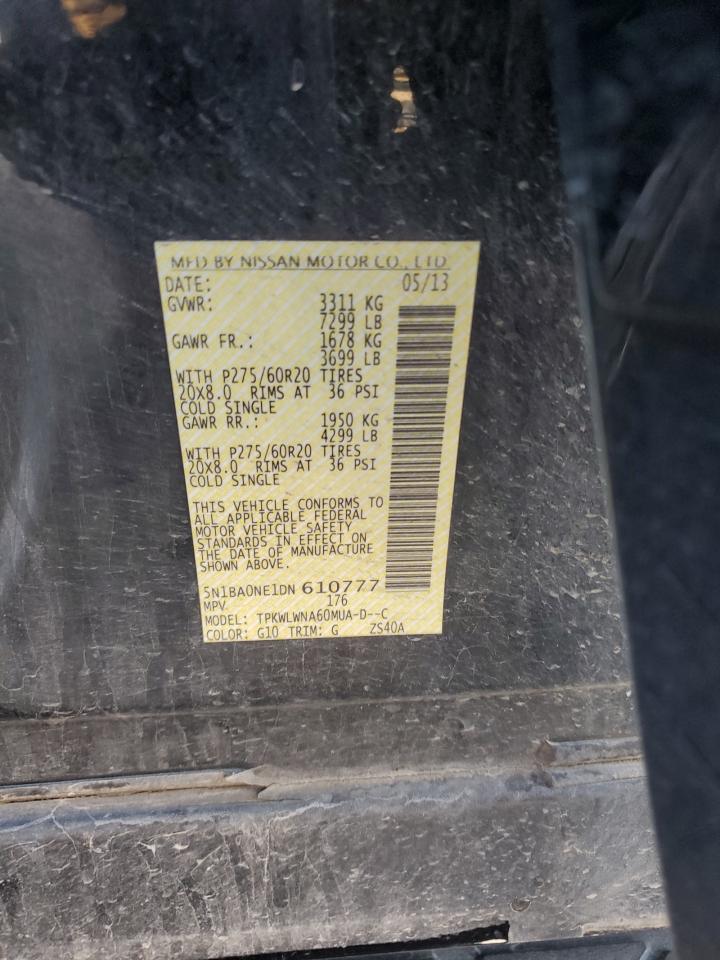 MFD BY NISSAN MOTOR CO., LTD.
DATE: 05/13
GVWR: 3311 KG
7299 LB
GAWR FR.: 1678 KG
3699 LB
WITH P275/60R20 TIRES
20X8.0 RIMS AT 36 PSI
COLD SINGLE
GAWR RR.: 1950 KG
4299 LB
WITH P275/60R20 TIRES
20X8.0 RIMS AT 36 PSI
COLD SINGLE
THIS VEHICLE CONFORMS TO
ALL APPLICABLE FEDERAL
MOTOR VEHICLE SAFETY
STANDARDS IN EFFECT ON
THE DATE OF MANUFACTURE
SHOWN ABOVE.
5N1BA0NE1DN 610777
MPV 176
MODEL: TPKWLWNA60MUA-D--C
COLOR: G10 TRIM: G ZS40A